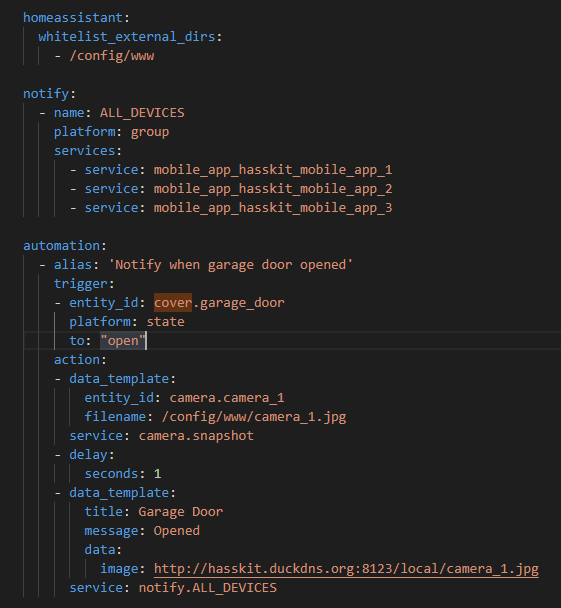 homeassistant:
  whitelist_external_dirs:
    - /config/www

notify:
  - name: ALL_DEVICES
    platform: group
    services:
      - service: mobile_app_hasskit_mobile_app_1
      - service: mobile_app_hasskit_mobile_app_2
      - service: mobile_app_hasskit_mobile_app_3

automation:
  - alias: 'Notify when garage door opened'
    trigger:
    - entity_id: cover.garage_door
      platform: state
      to: "open"
    action:
    - data_template:
        entity_id: camera.camera_1
        filename: /config/www/camera_1.jpg
      service: camera.snapshot
    - delay:
        seconds: 1
    - data_template:
        title: Garage Door
        message: Opened
        data:
          image: http://hasskit.duckdns.org:8123/local/camera_1.jpg
      service: notify.ALL_DEVICES